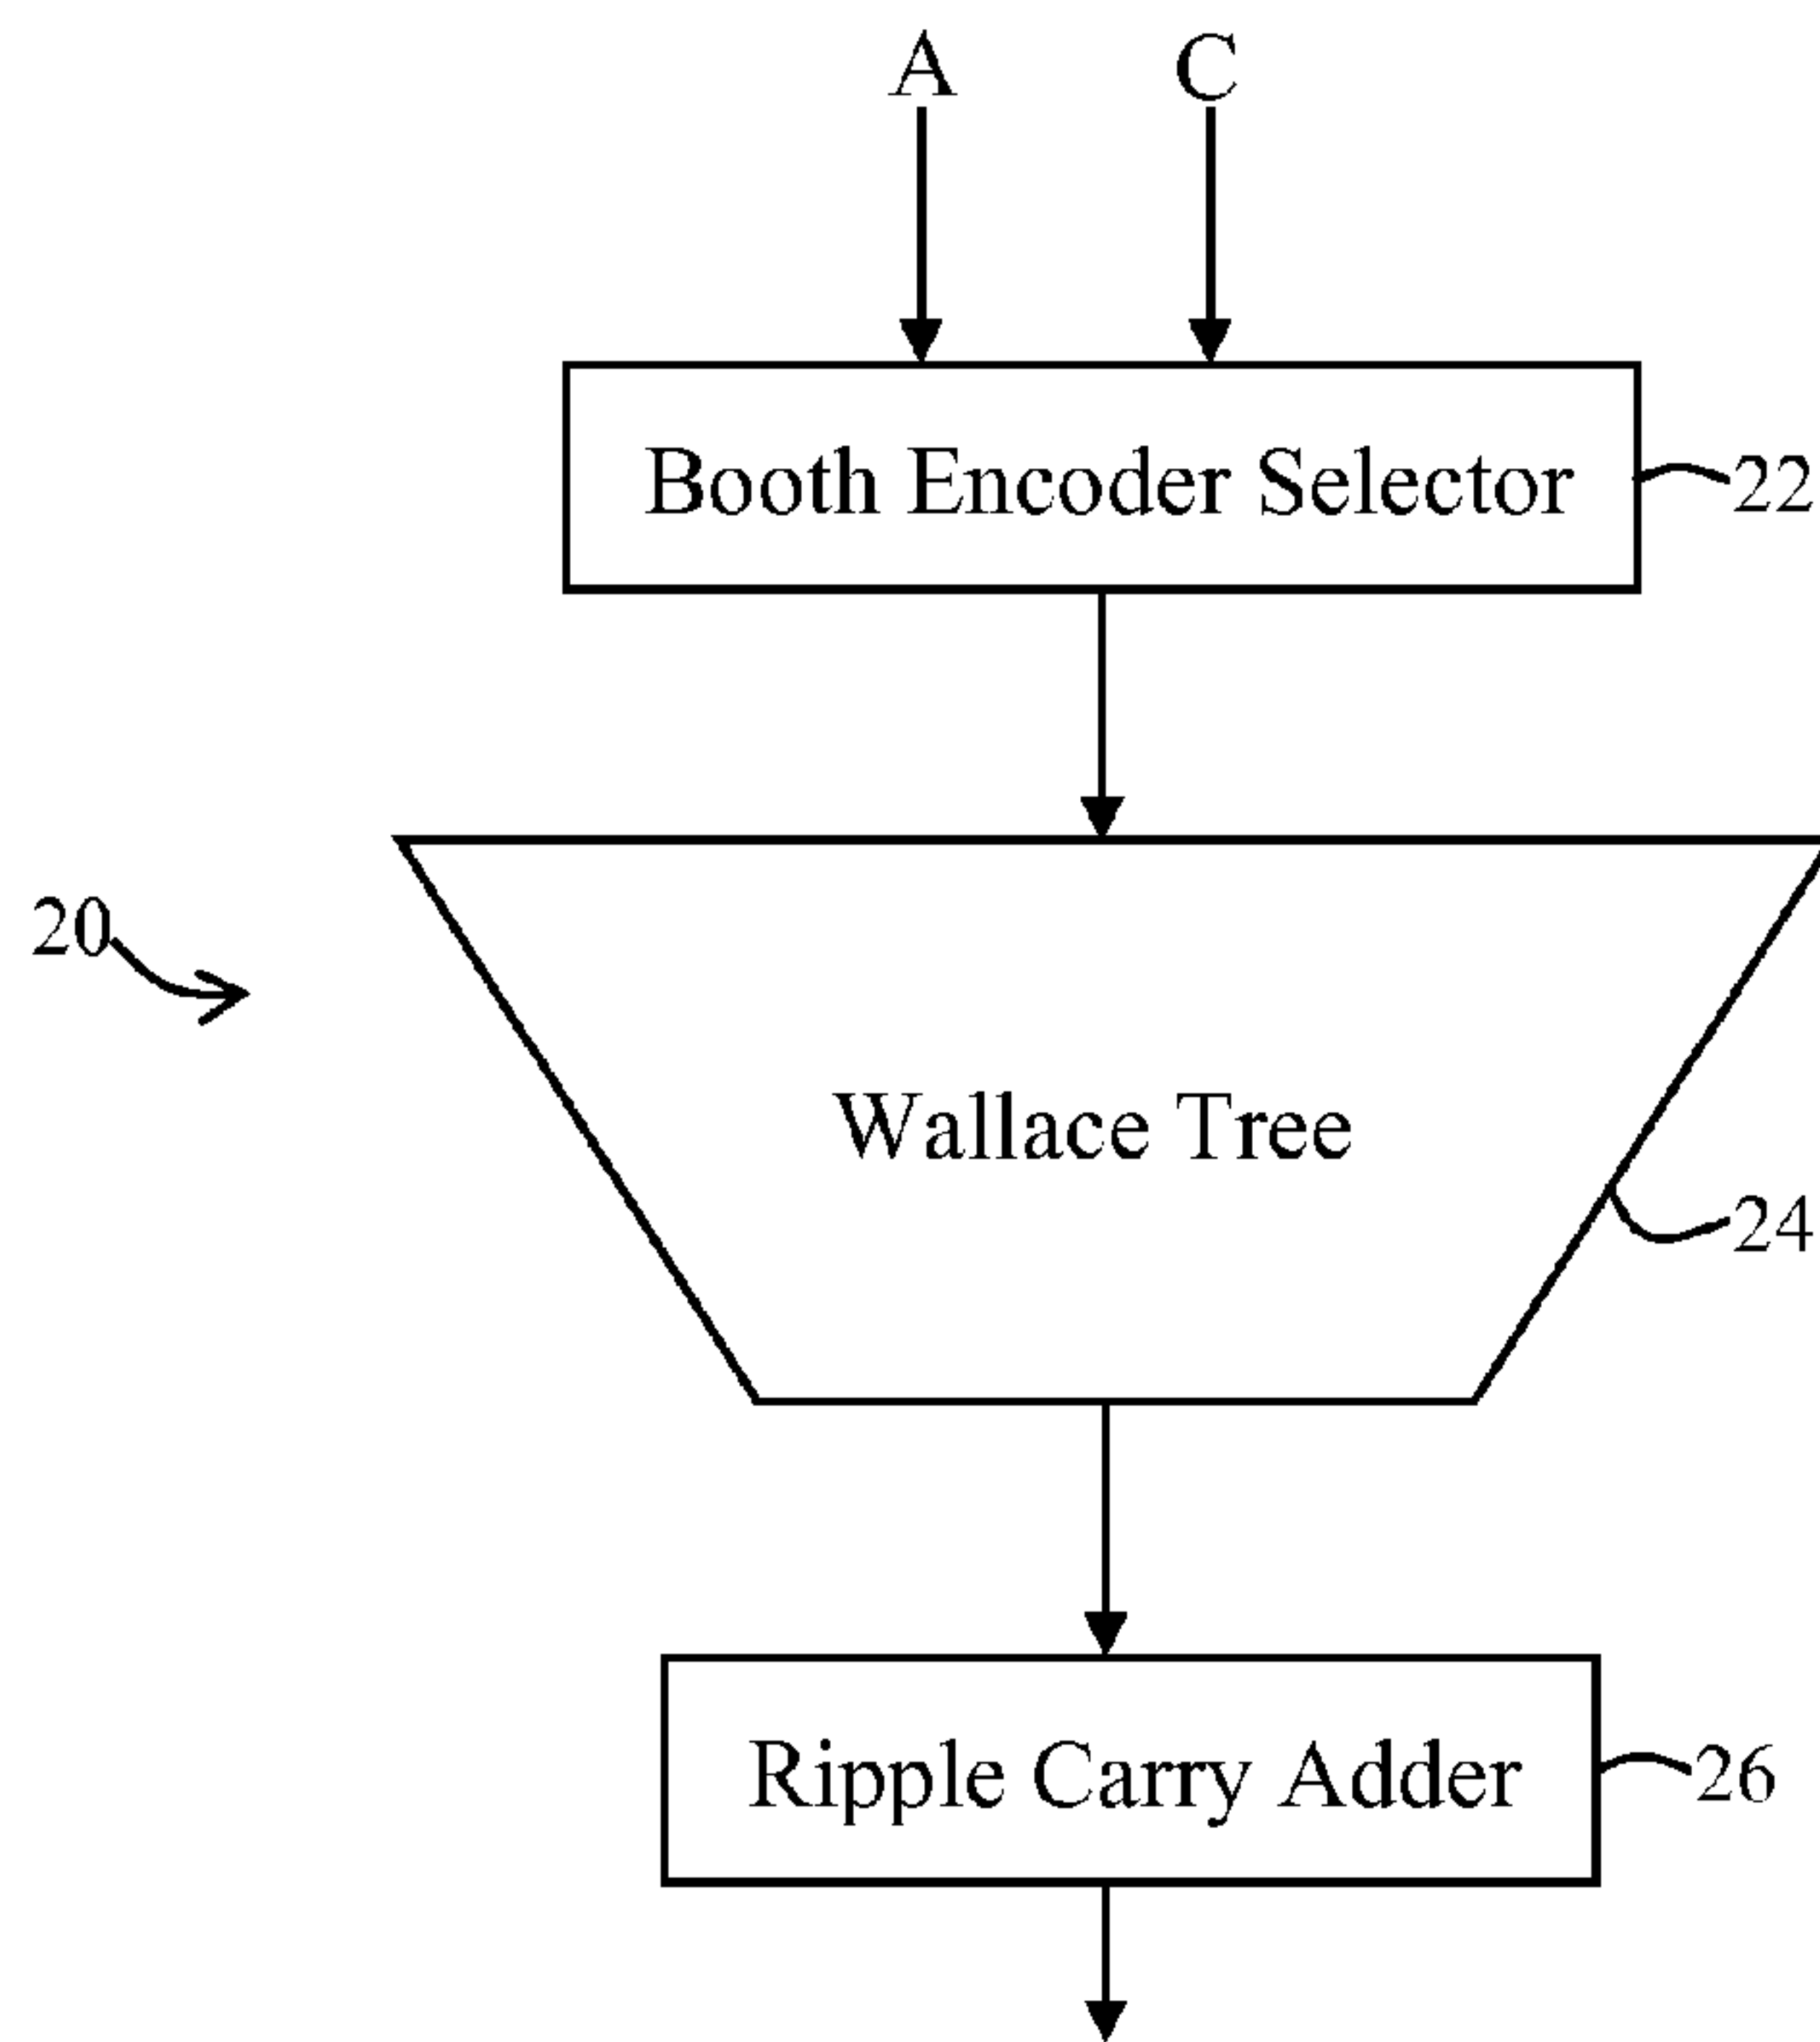 A C
Booth Encoder Selector
22
20
Wallace Tree
24
Ripple Carry Adder
26